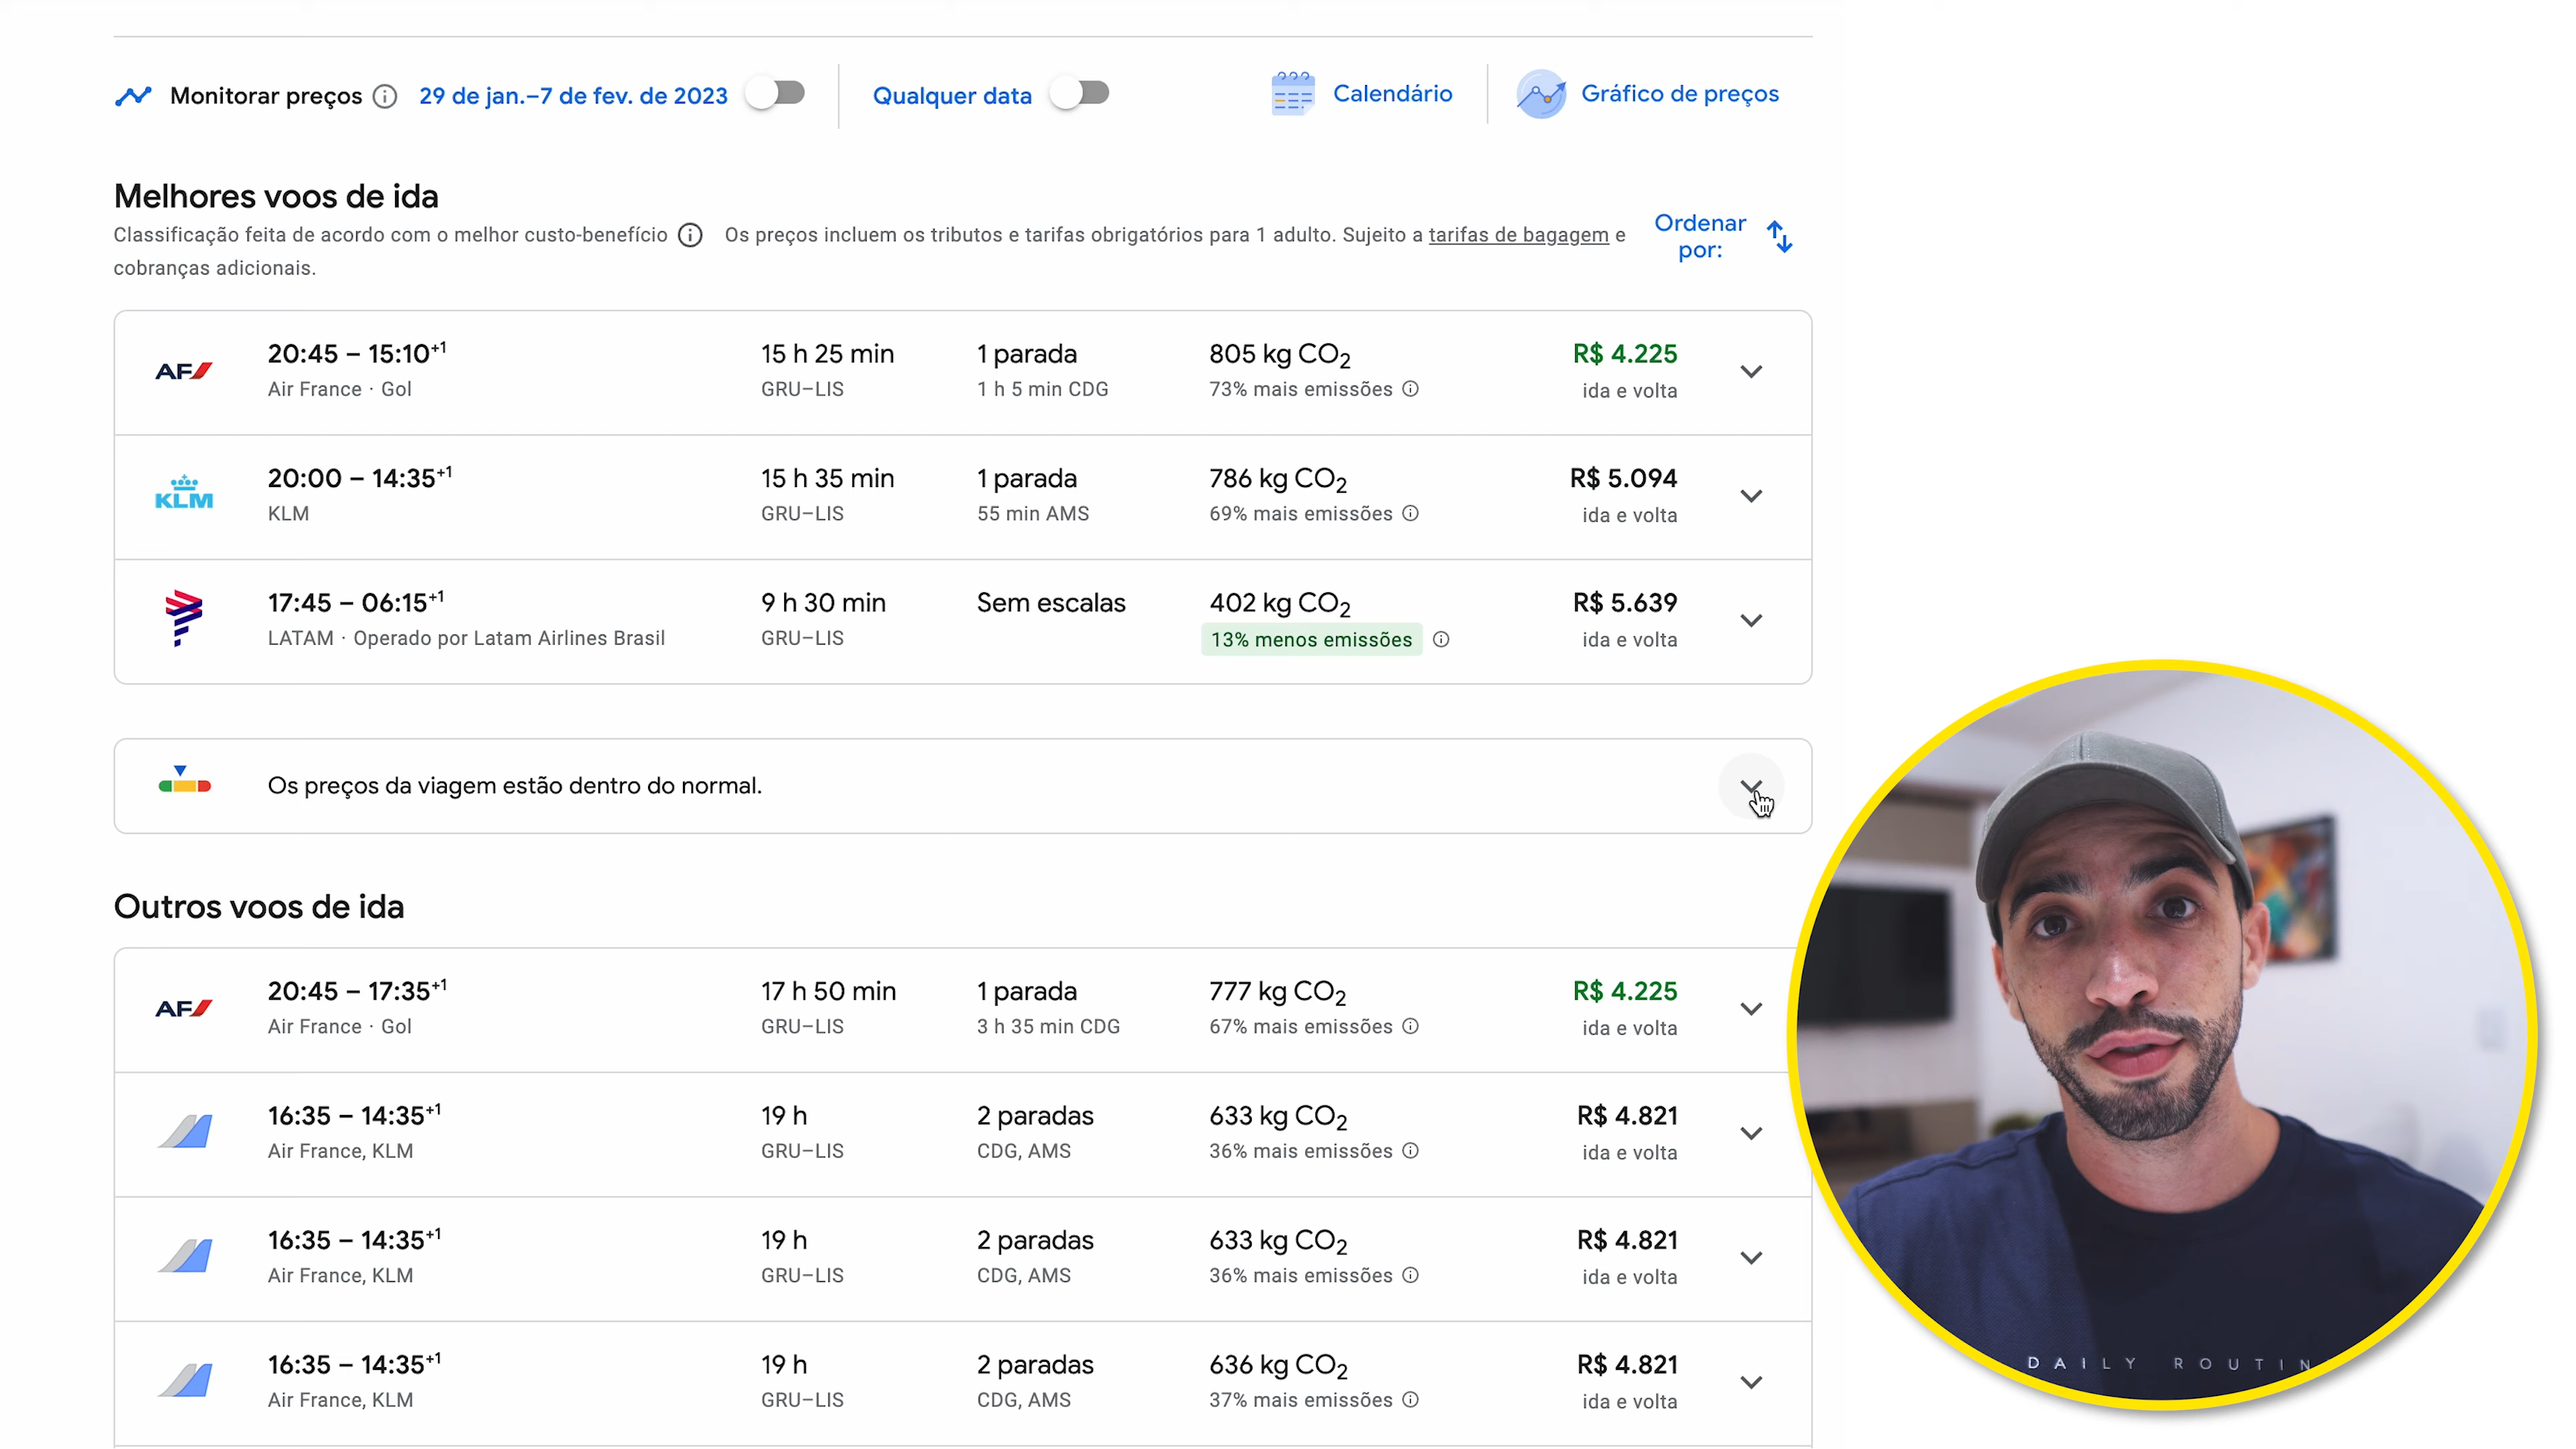 Monitorar preços 29 de jan.–7 de fev. de 2023 Qualquer data Calendário Gráfico de preços
Melhores voos de ida
Classificação feita de acordo com o melhor custo-benefício Os preços incluem os tributos e tarifas obrigatórios para 1 adulto. Sujeito a tarifas de bagagem e
cobranças adicionais.
Ordenar
por:
AF 20:45 – 15:10+1 15 h 25 min 1 parada 805 kg CO2 R$ 4.225
Air France · Gol GRU–LIS 1 h 5 min CDG 73% mais emissões ida e volta
KLM 20:00 – 14:35+1 15 h 35 min 1 parada 786 kg CO2 R$ 5.094
KLM GRU–LIS 55 min AMS 69% mais emissões ida e volta
17:45 – 06:15+1 9 h 30 min Sem escalas 402 kg CO2 R$ 5.639
LATAM · Operado por Latam Airlines Brasil GRU–LIS 13% menos emissões ida e volta
Os preços da viagem estão dentro do normal.
Outros voos de ida
AF 20:45 – 17:35+1 17 h 50 min 1 parada 777 kg CO2 R$ 4.225
Air France · Gol GRU–LIS 3 h 35 min CDG 67% mais emissões ida e volta
16:35 – 14:35+1 19 h 2 paradas 633 kg CO2 R$ 4.821
Air France, KLM GRU–LIS CDG, AMS 36% mais emissões ida e volta
16:35 – 14:35+1 19 h 2 paradas 633 kg CO2 R$ 4.821
Air France, KLM GRU–LIS CDG, AMS 36% mais emissões ida e volta
16:35 – 14:35+1 19 h 2 paradas 636 kg CO2 R$ 4.821
Air France, KLM GRU–LIS CDG, AMS 37% mais emissões ida e volta
DAILY ROUTIN